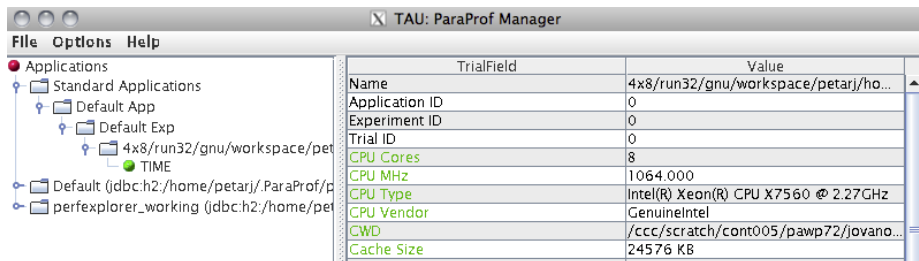 TAU: ParaProf Manager
File Options Help
Applications
Standard Applications
Default App
Default Exp
4x8/run32/gnu/workspace/pet
TIME
Default (jdbc:h2:/home/petarj/.ParaProf/p
perfexplorer_working (jdbc:h2:/home/pet
TrialField Value
Name 4x8/run32/gnu/workspace/petarj/ho...
Application ID 0
Experiment ID 0
Trial ID 0
CPU Cores 8
CPU MHz 1064.000
CPU Type Intel(R) Xeon(R) CPU X7560 @ 2.27GHz
CPU Vendor GenuineIntel
CWD /ccc/scratch/cont005/pawp72/jovano...
Cache Size 24576 KB